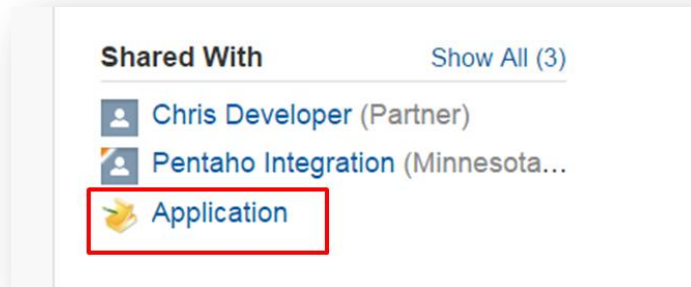 Shared With Show All (3)
Chris Developer (Partner)
Pentaho Integration (Minnesota...
Application